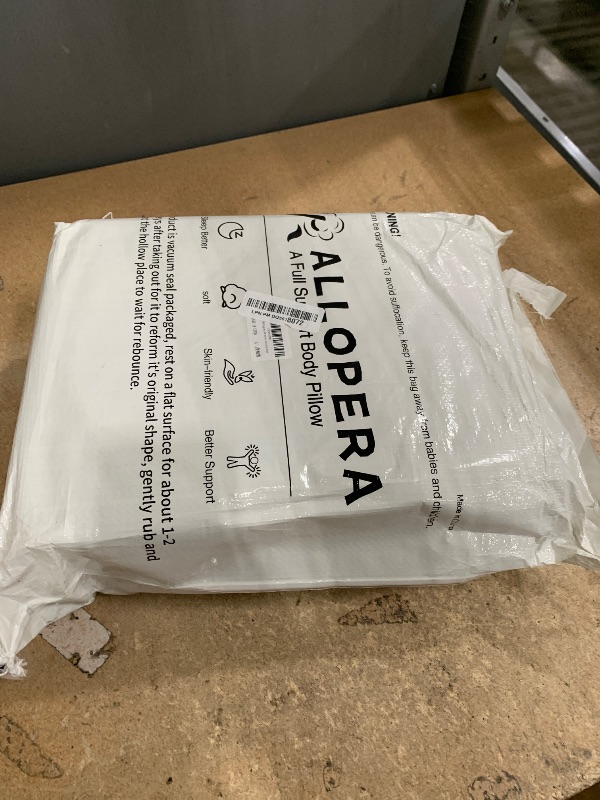 NING!
n be dangerous. To avoid suffocation, keep this bag away from babies and
Made in
ALLOPERA
A Full Su t Body Pillow
Sleep Better
soft
Skin-friendly
Better Support
duct is vacuum seal packaged, rest on a flat surface for about 1-2
s after taking out for it to reform it's original shape, gently rub and
the hollow place to wait for rebounce.